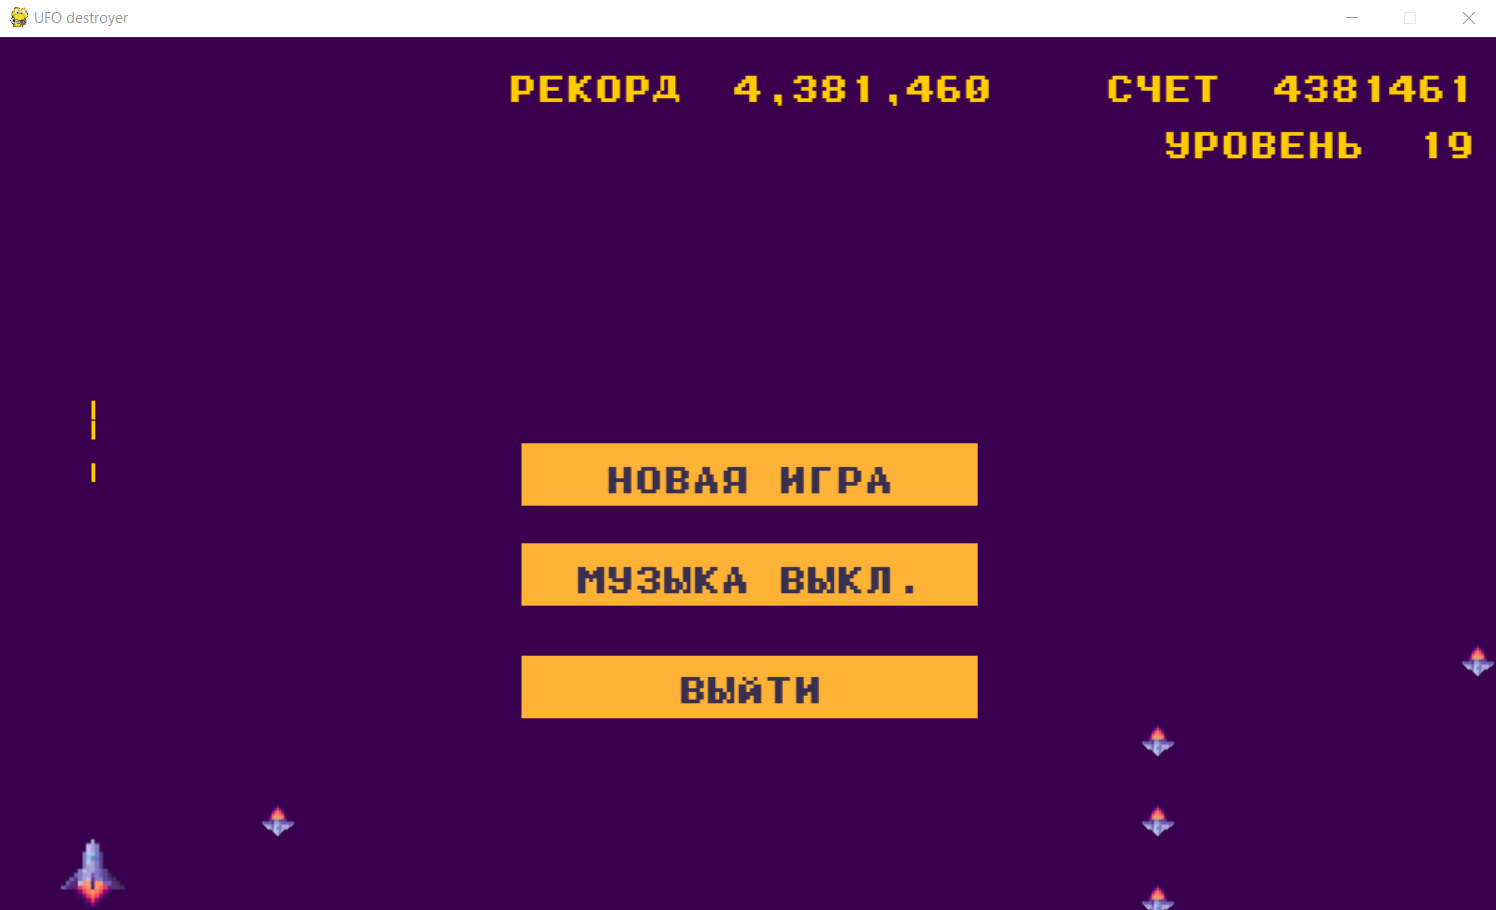 UFO destroyer
РЕКОРД 4,381,460 СЧЕТ 4381461
УРОВЕНЬ 19
НОВАЯ ИГРА
МУЗЫКА ВЫКЛ.
ВЫЙТИ